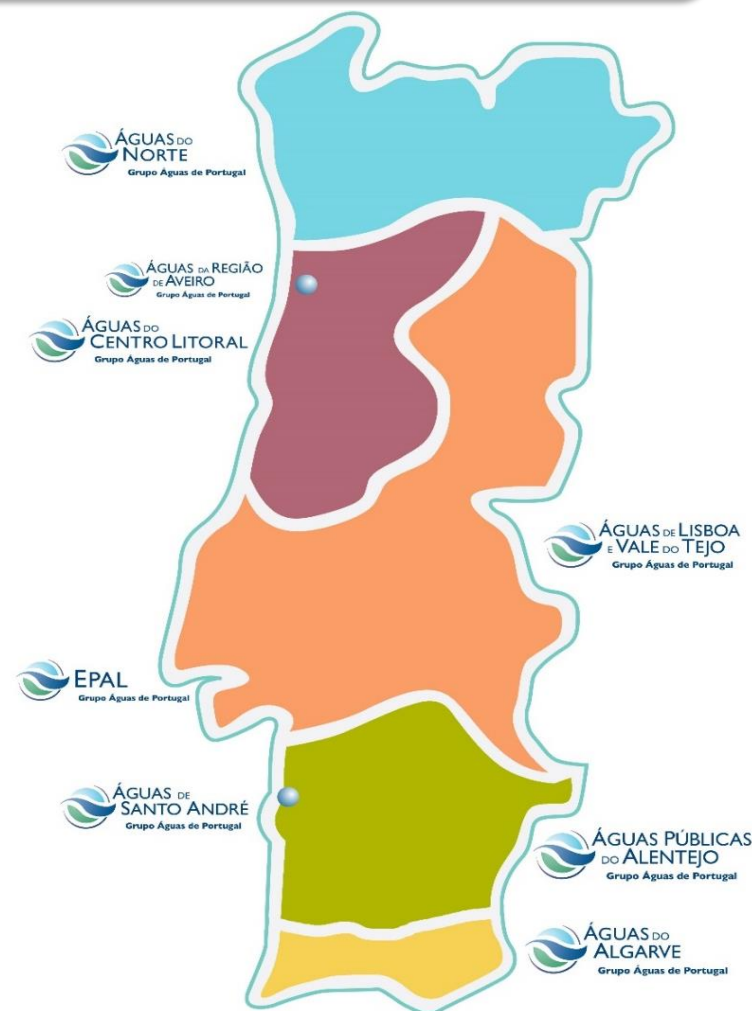 ÁGUAS DO
NORTE
Grupo Águas de Portugal
ÁGUAS DA REGIÃO
DE AVEIRO
Grupo Águas de Portugal
ÁGUAS DO
CENTRO LITORAL
Grupo Águas de Portugal
ÁGUAS DE LISBOA
E VALE DO TEJO
Grupo Águas de Portugal
EPAL
Grupo Águas de Portugal
ÁGUAS DE
SANTO ANDRÉ
Grupo Águas de Portugal
ÁGUAS PÚBLICAS
DO ALENTEJO
Grupo Águas de Portugal
ÁGUAS DO
ALGARVE
Grupo Águas de Portugal